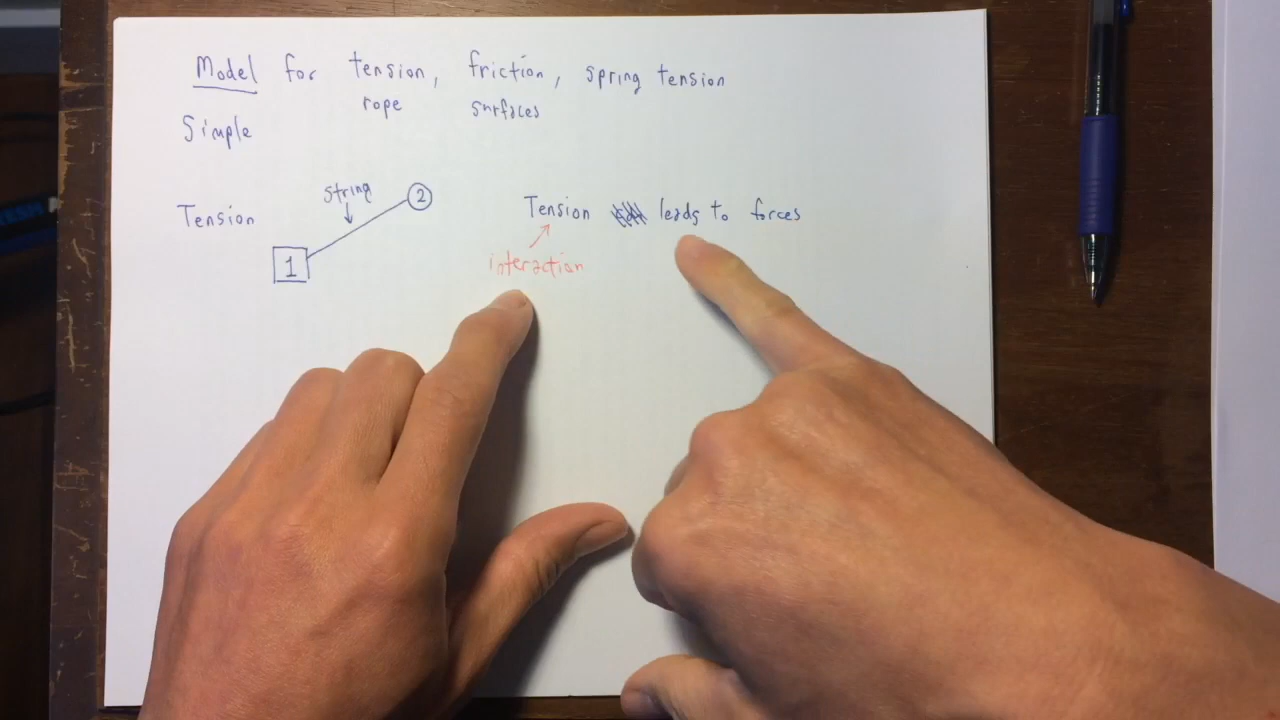 Model for tension, friction, spring tension
rope surfaces
Simple
string
2
Tension
Tension leads to forces
1
interaction